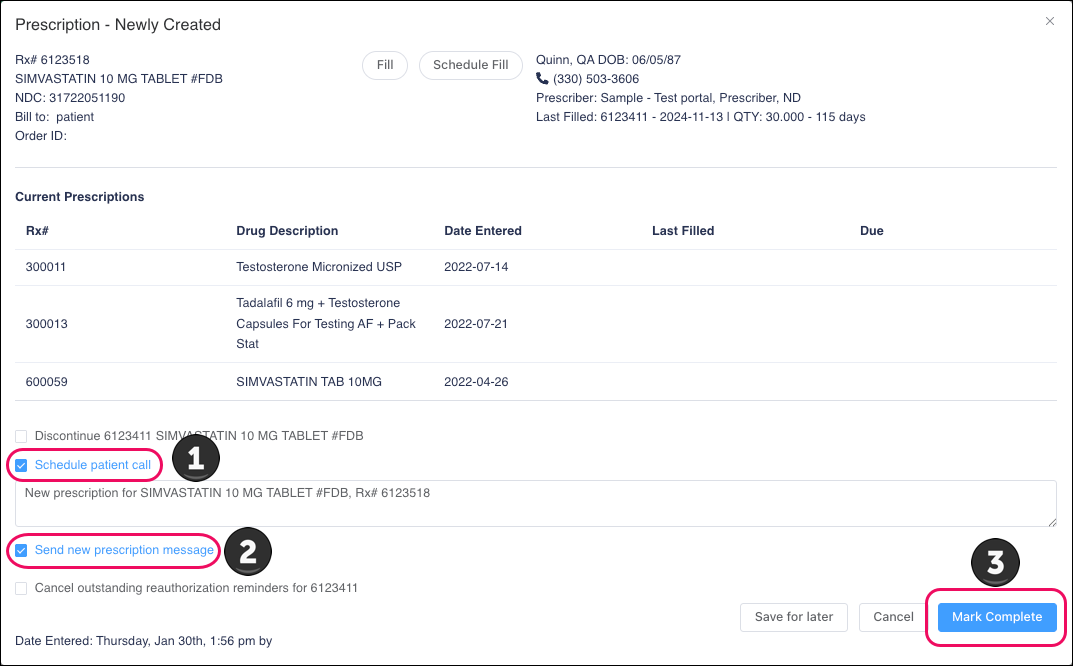 Prescription - Newly Created
Rx# 6123518
SIMVASTATIN 10 MG TABLET #FDB
NDC: 31722051190
Bill to: patient
Order ID:
Fill
Schedule Fill
Quinn, QA DOB: 06/05/87
(330) 503-3606
Prescriber: Sample - Test portal, Prescriber, ND
Last Filled: 6123411 - 2024-11-13 | QTY: 30.000 - 115 days
Current Prescriptions
Rx# Drug Description Date Entered Last Filled Due
300011 Testosterone Micronized USP 2022-07-14
Tadalafil 6 mg + Testosterone
300013 Capsules For Testing AF + Pack 2022-07-21
Stat
600059 SIMVASTATIN TAB 10MG 2022-04-26
Discontinue 6123411 SIMVASTATIN 10 MG TABLET #FDB
Schedule patient call
1
New prescription for SIMVASTATIN 10 MG TABLET #FDB, Rx# 6123518
Send new prescription message
2
Cancel outstanding reauthorization reminders for 6123411
3
Save for later
Cancel
Mark Complete
Date Entered: Thursday, Jan 30th, 1:56 pm by